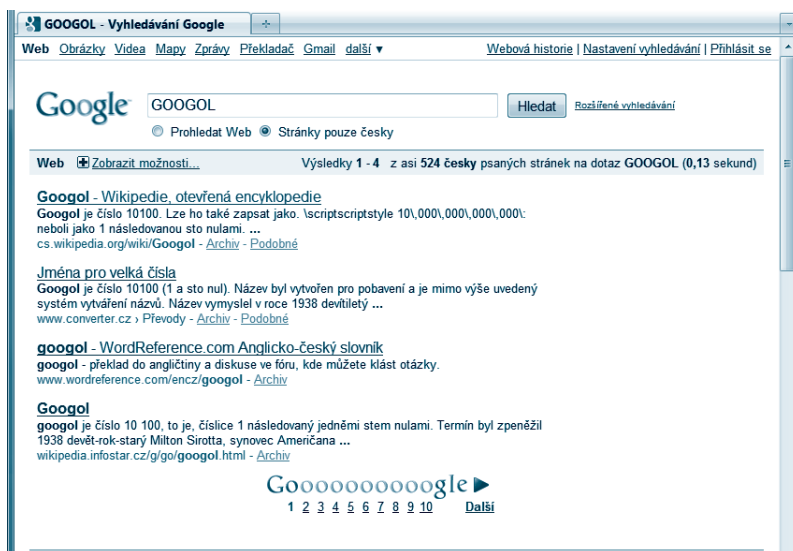 GOOGOL - Vyhledávání Google
Web Obrázky Videa Mapy Zprávy Překladač Gmail další ▼ Webová historie | Nastavení vyhledávání | Přihlásit se
Google GOOGOL Hledat Rozšířené vyhledávání
Prohledat Web Stránky pouze česky
Web Zobrazit možnosti... Výsledky 1 - 4 z asi 524 česky psaných stránek na dotaz GOOGOL (0,13 sekund)
Googol - Wikipedie, otevřená encyklopedie
Googol je číslo 10100. Lze ho také zapsat jako. \scriptscriptstyle 10\,000\,000\,000\,000\:
neboli jako 1 následovanou sto nulami. ...
cs.wikipedia.org/wiki/Googol - Archiv - Podobné
Jména pro velká čísla
Googol je číslo 10100 (1 a sto nul). Název byl vytvořen pro pobavení a je mimo výše uvedený
systém vytváření názvů. Název vymyslel v roce 1938 devítiletý ...
www.converter.cz › Převody - Archiv - Podobné
googol - WordReference.com Anglicko-český slovník
googol - překlad do angličtiny a diskuse ve fóru, kde můžete klást otázky.
www.wordreference.com/encz/googol - Archiv
Googol
googol je číslo 10 100, to je, číslice 1 následovaný jedněmi stem nulami. Termín byl zpeněžil
1938 devět-rok-starý Milton Sirotta, synovec Američana ...
wikipedia.infostar.cz/g/go/googol.html - Archiv
Goooooooooogle
1 2 3 4 5 6 7 8 9 10 Další